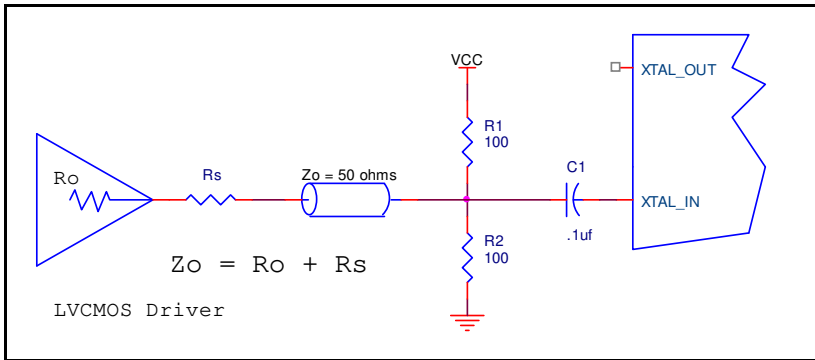 VCC
XTAL_OUT
R1
100
Ro
Rs
Zo = 50 ohms
C1
XTAL_IN
.1uf
R2
100
Zo = Ro + Rs
LVCMOS Driver